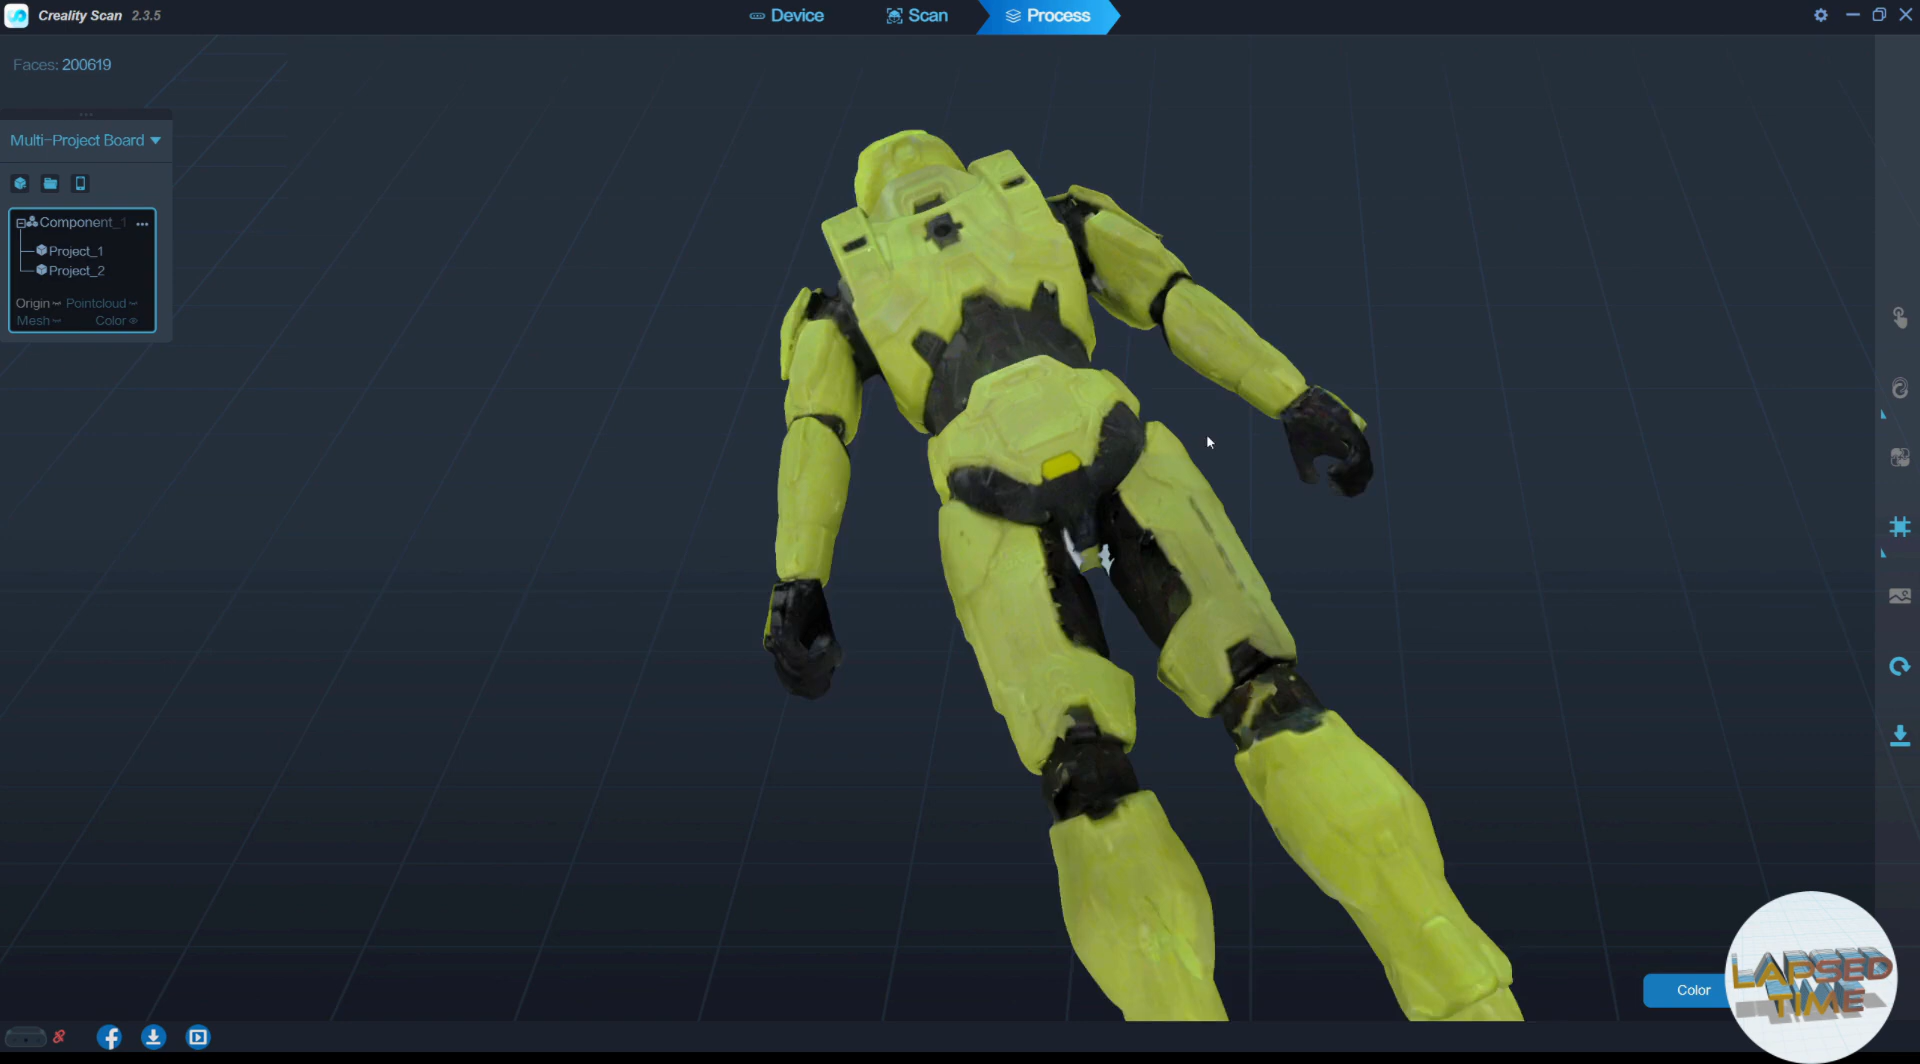 Creality Scan 2.3.5
Device
Scan
Process
Faces: 200619
Multi-Project Board
Component_1
Project_1
Project_2
Origin Pointcloud
Mesh Color
Color
LAPSED
TIME